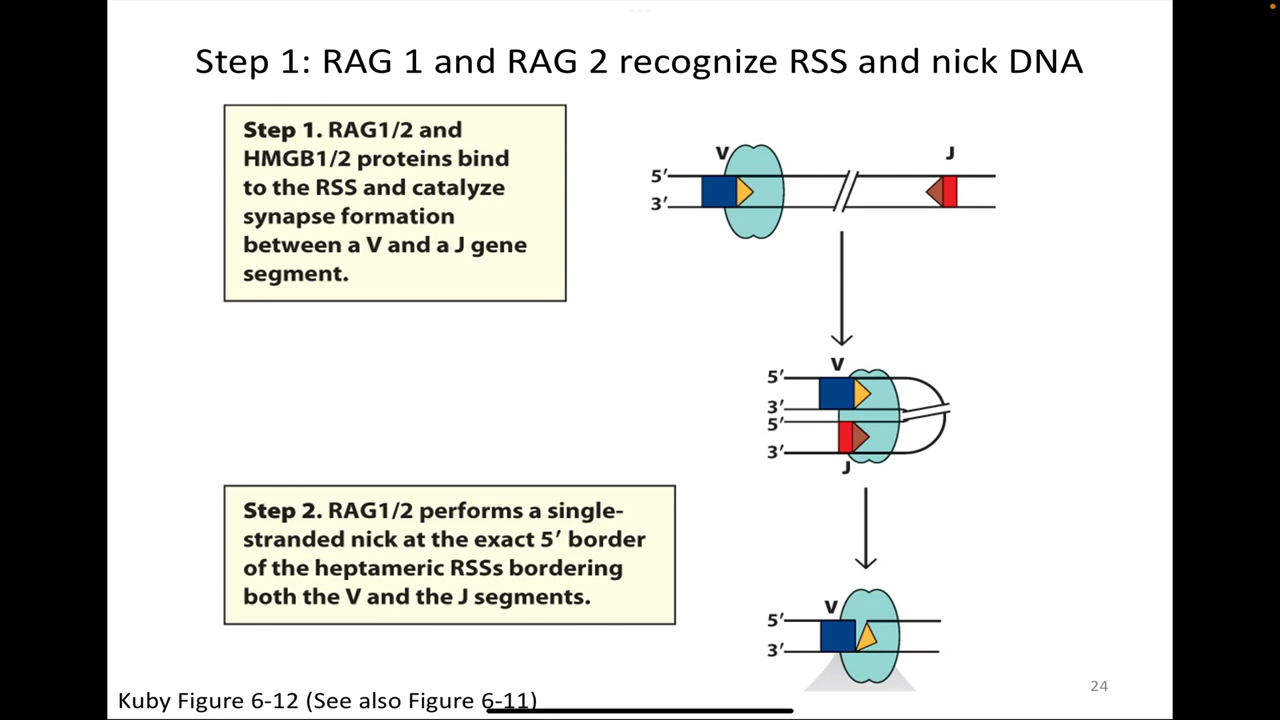 Step 1: RAG 1 and RAG 2 recognize RSS and nick DNA
Step 1. RAG1/2 and
HMGB1/2 proteins bind
to the RSS and catalyze
synapse formation
between a V and a J gene
segment.
V
J
5′
3′
V
5′
3′
5′
3′
J
Step 2. RAG1/2 performs a single-
stranded nick at the exact 5′ border
of the heptameric RSSs bordering
both the V and the J segments.
V
5′
3′
Kuby Figure 6-12 (See also Figure 6-11)
24